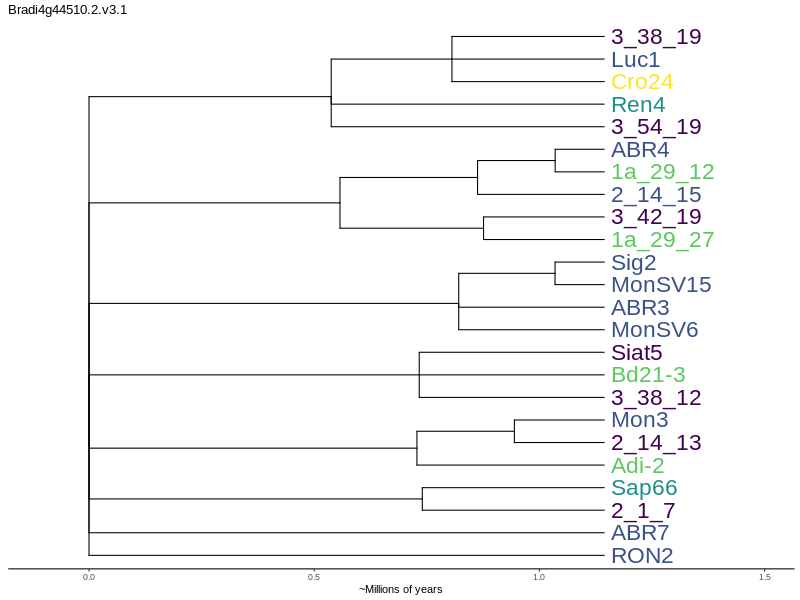 Bradi4g44510.2.v3.1
3_38_19
Luc1
Cro24
Ren4
3_54_19
ABR4
1a_29_12
2_14_15
3_42_19
1a_29_27
Sig2
MonSV15
ABR3
MonSV6
Siat5
Bd21-3
3_38_12
Mon3
2_14_13
Adi-2
Sap66
2_1_7
ABR7
RON2
0.0 0.5 1.0 1.5
~Millions of years